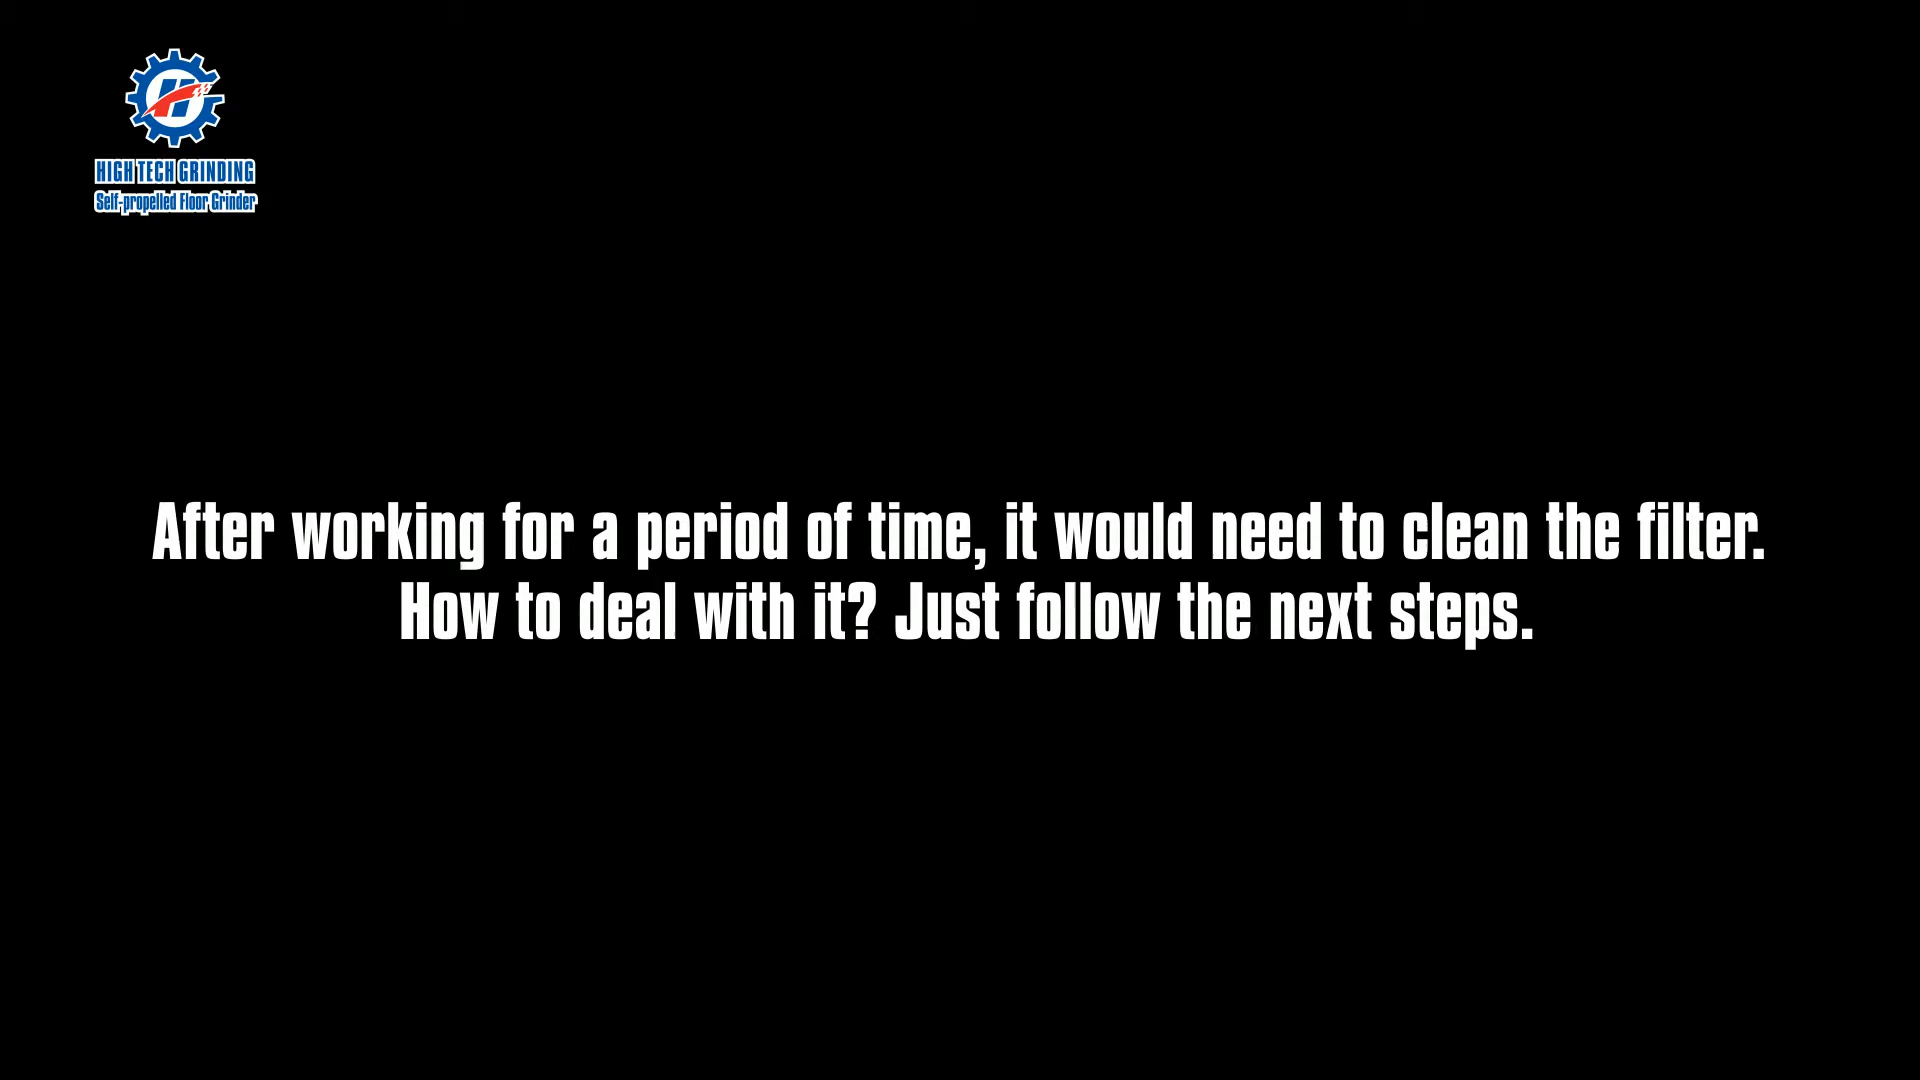 HIGH TECH GRINDING
Self-propelled Floor Grinder
After working for a period of time, it would need to clean the filter.
How to deal with it? Just follow the next steps.